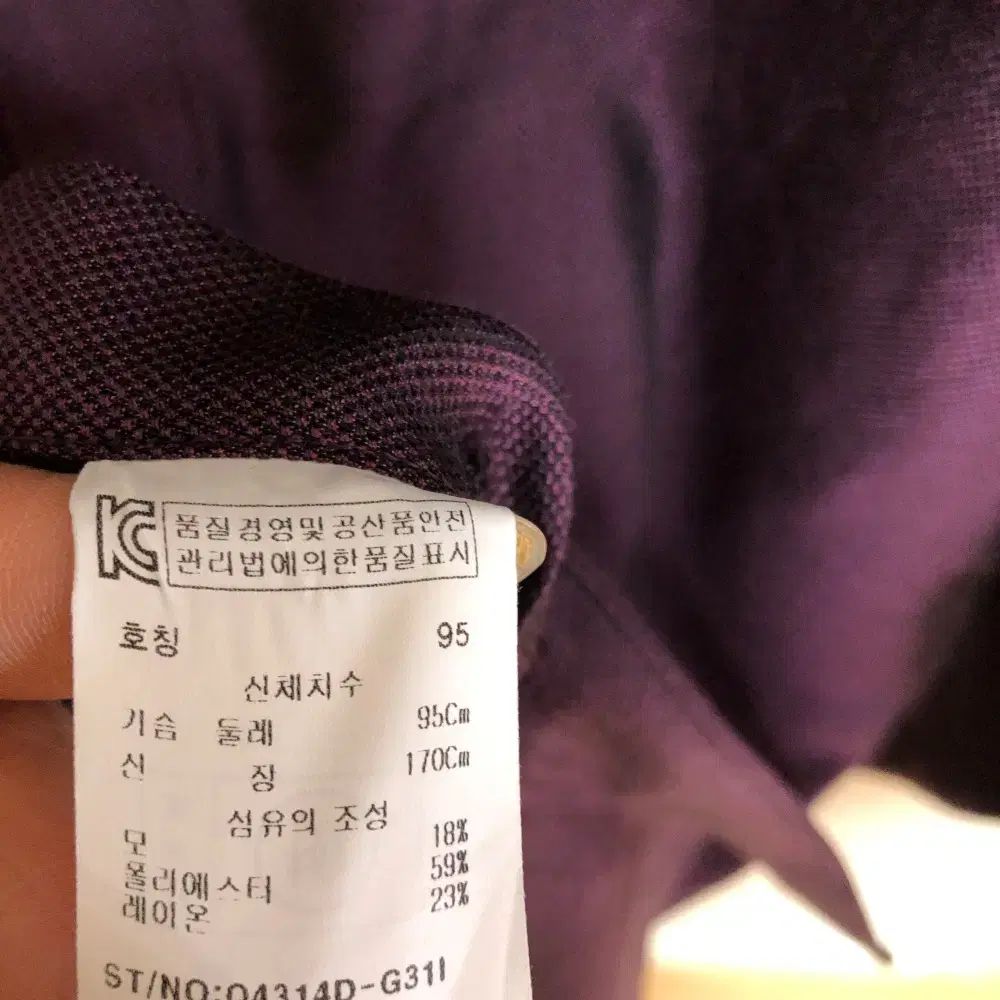 KC
품질경영및공산품안전
관리법에의한품질표시
호칭 95
신체치수
가슴 둘레 95Cm
신 장 170Cm
섬유의 조성
모 18%
폴리에스터 59%
레이온 23%
ST/NO:04314D-G311